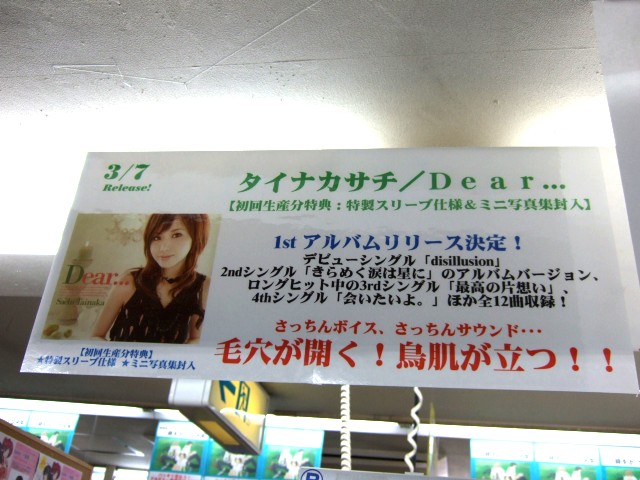 3/7
Release!
タイナカサチ／Dear...
【初回生産分特典：特製スリーブ仕様＆ミニ写真集封入】
1st アルバムリリース決定！
デビューシングル「disillusion」
2ndシングル「きらめく涙は星に」のアルバムバージョン、
ロングヒット中の3rdシングル「最高の片想い」、
4thシングル「会いたいよ。」ほか全12曲収録！
さっちんボイス、さっちんサウンド･･･
毛穴が開く！鳥肌が立つ！！
Dear...
Sachi Tainaka
【初回生産分特典】
★特製スリーブ仕様 ★ミニ写真集封入